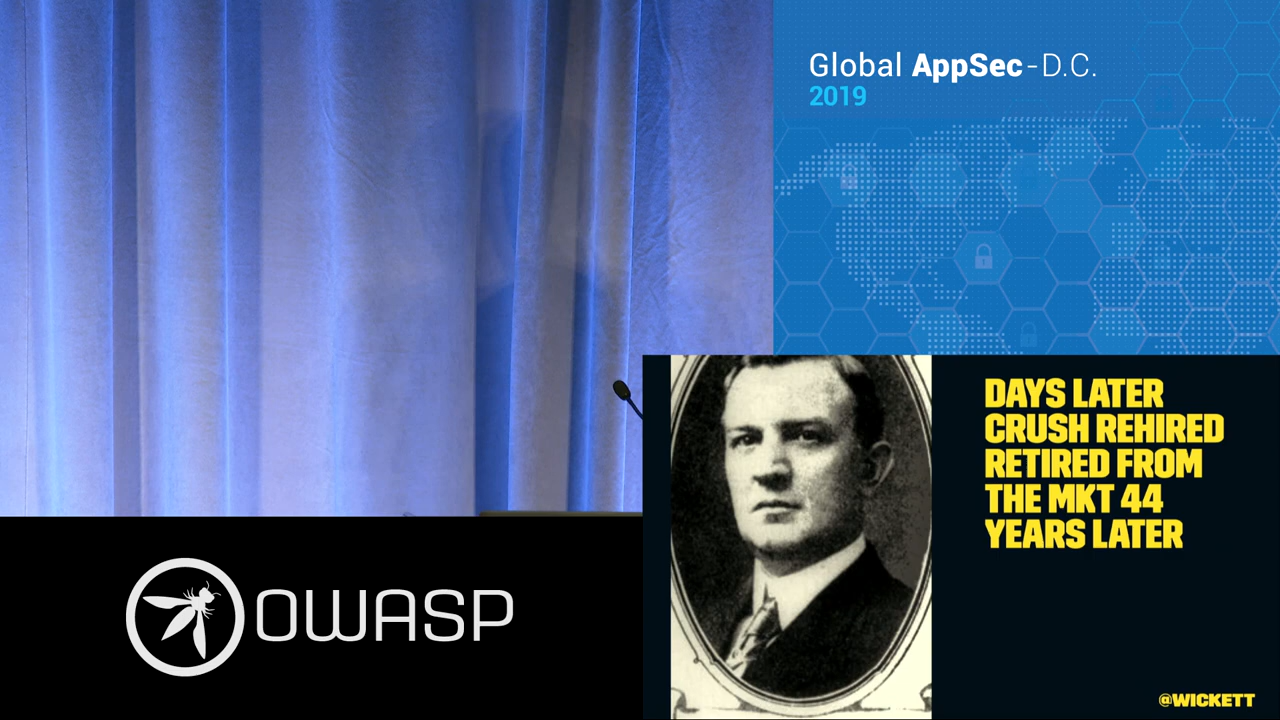 Global AppSec - D.C.
2019
DAYS LATER
CRUSH REHIRED
RETIRED FROM
THE MKT 44
YEARS LATER
@WICKETT
OWASP